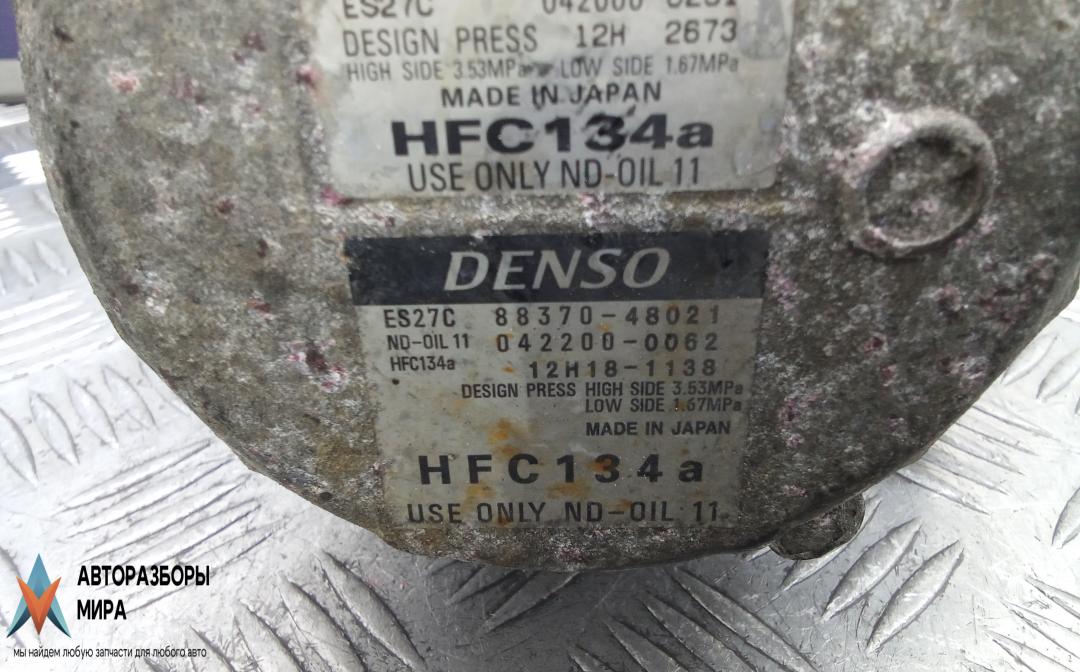 ES27C
DESIGN PRESS 12H 2673
HIGH SIDE 3.53MPa LOW SIDE 1.67MPa
MADE IN JAPAN
HFC134a
USE ONLY ND-OIL 11
DENSO
ES27C 88370-48021
ND-OIL 11 042200-0062
HFC134a 12H18-1138
DESIGN PRESS HIGH SIDE 3.53MPa
LOW SIDE 1.67MPa
MADE IN JAPAN
HFC134a
USE ONLY ND-OIL 11
АВТОРАЗБОРЫ
МИРА
мы найдем любую запчасти для любого авто